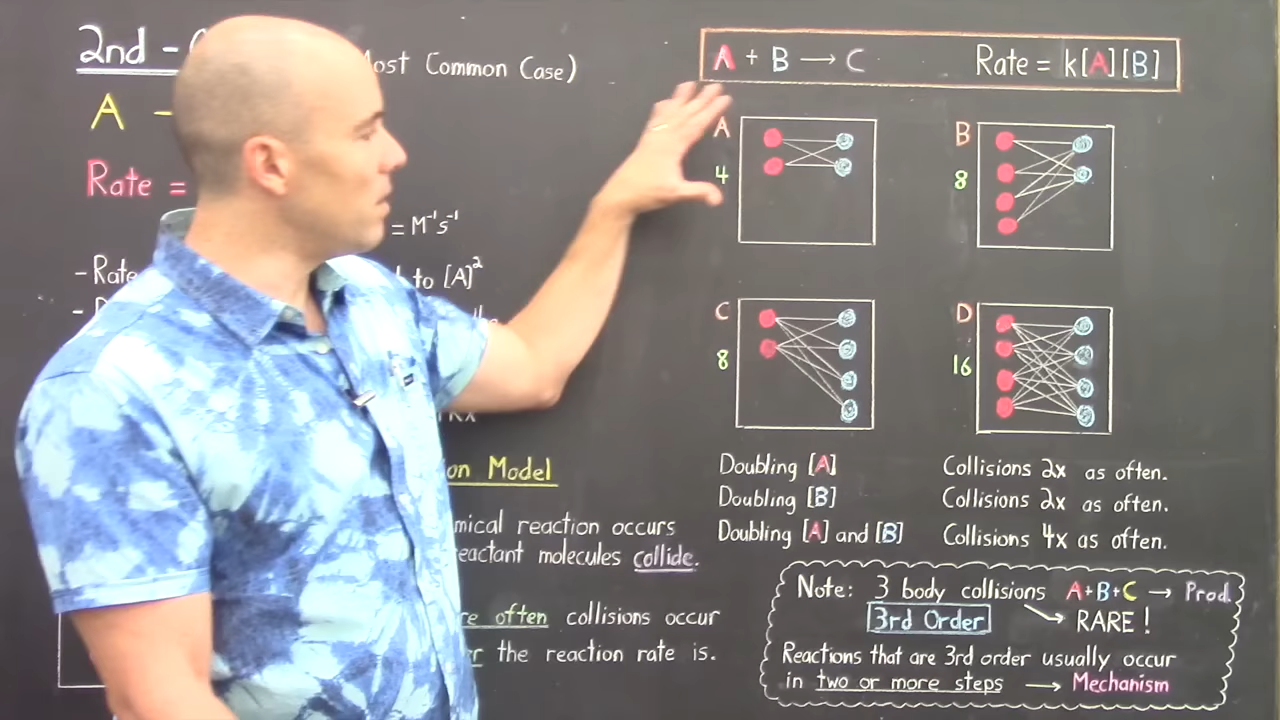 2nd -
ost Common Case)
A -
Rate =
= M⁻¹s⁻¹
- Rate
to [A]²
on Model
mical reaction occurs
eactant molecules collide.
re often collisions occur
er the reaction rate is.
A + B → C Rate = k[A][B]
A
4
B
8
C
8
D
16
Doubling [A] Collisions 2x as often.
Doubling [B] Collisions 2x as often.
Doubling [A] and [B] Collisions 4x as often.
Note: 3 body collisions A+B+C → Prod.
3rd Order → RARE!
Reactions that are 3rd order usually occur
in two or more steps → Mechanism